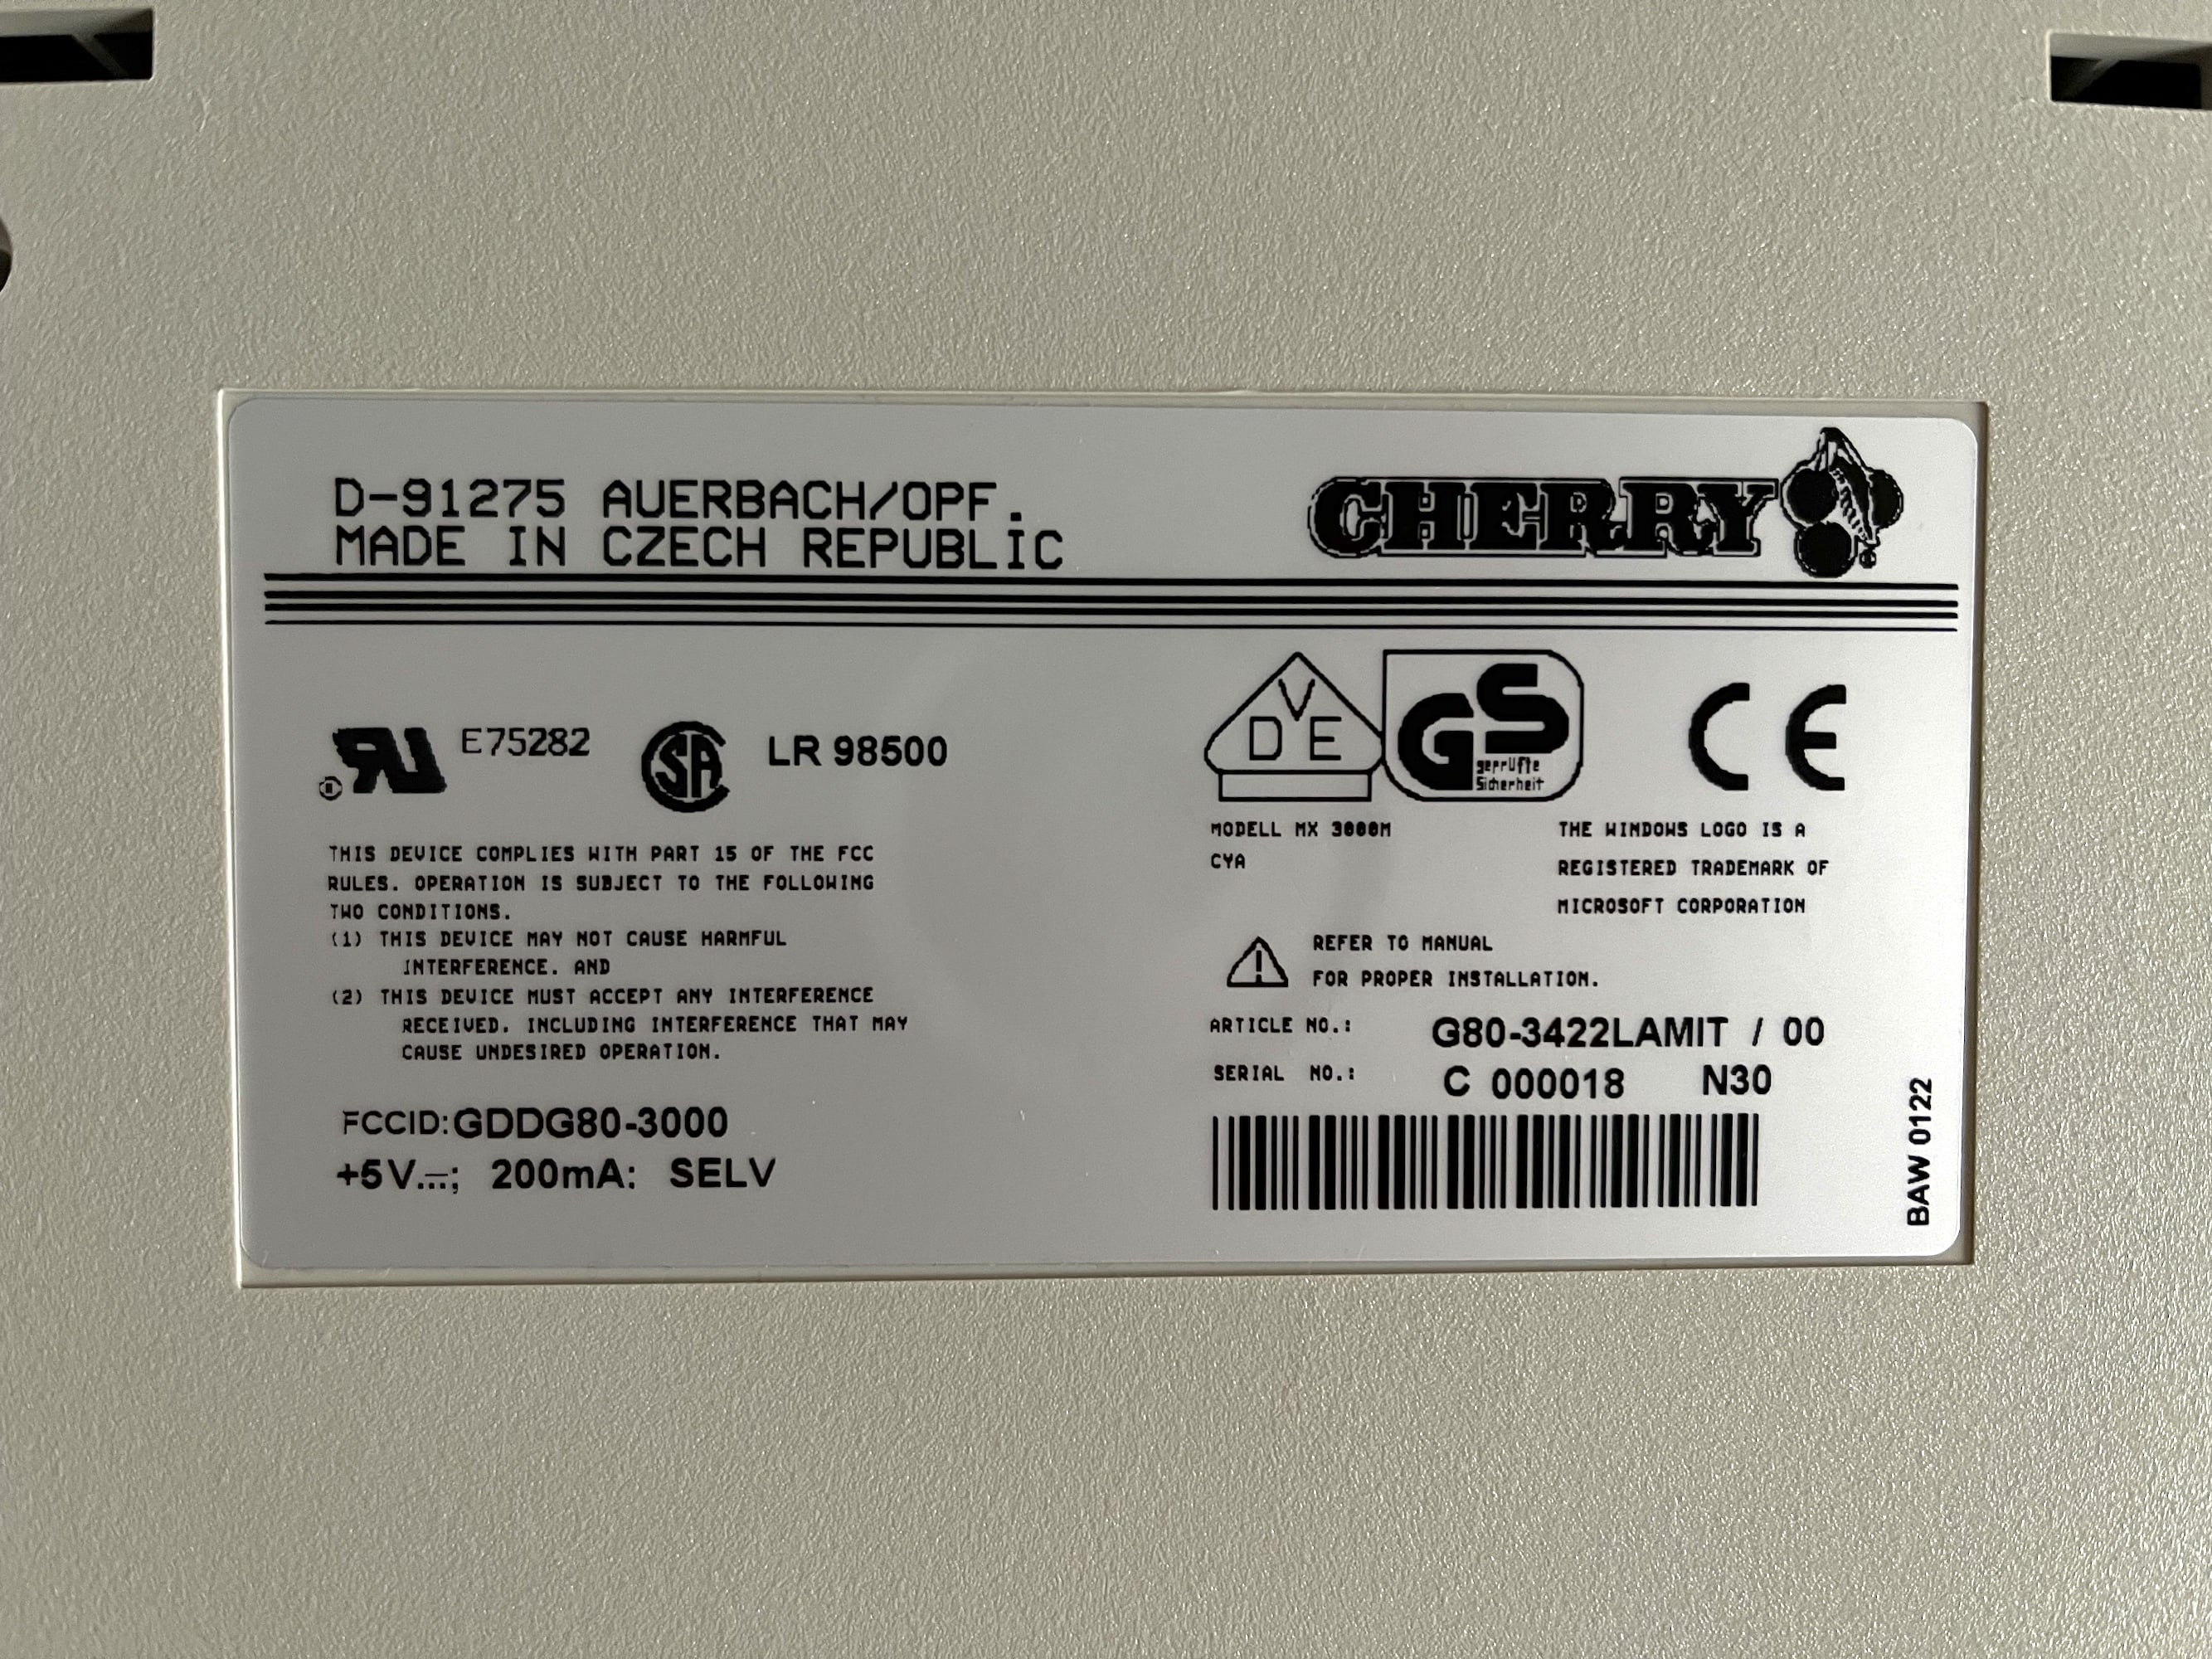 D-91275 AUERBACH/OPF.
MADE IN CZECH REPUBLIC
CHERRY
®
RU E75282
SA LR 98500
THIS DEVICE COMPLIES WITH PART 15 OF THE FCC
RULES. OPERATION IS SUBJECT TO THE FOLLOWING
TWO CONDITIONS.
(1) THIS DEVICE MAY NOT CAUSE HARMFUL
INTERFERENCE. AND
(2) THIS DEVICE MUST ACCEPT ANY INTERFERENCE
RECEIVED. INCLUDING INTERFERENCE THAT MAY
CAUSE UNDESIRED OPERATION.
FCCID:GDDG80-3000
+5V⎓; 200mA: SELV
VDE
GS
geprüfte
Sicherheit
CE
MODELL MX 3000M
CYA
THE WINDOWS LOGO IS A
REGISTERED TRADEMARK OF
MICROSOFT CORPORATION
REFER TO MANUAL
FOR PROPER INSTALLATION.
ARTICLE NO.: G80-3422LAMIT / 00
SERIAL NO.: C 000018 N30
BAW 0122